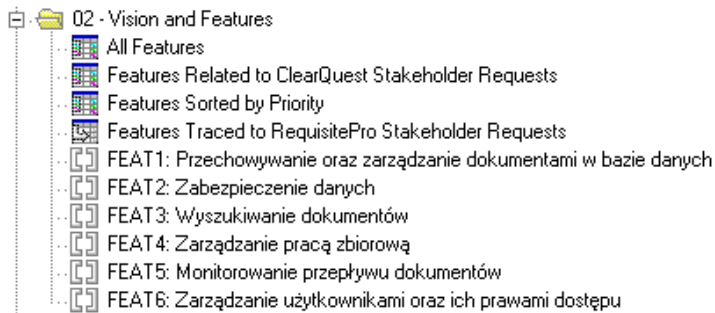 02 - Vision and Features
All Features
Features Related to ClearQuest Stakeholder Requests
Features Sorted by Priority
Features Traced to RequisitePro Stakeholder Requests
FEAT1: Przechowywanie oraz zarządzanie dokumentami w bazie danych
FEAT2: Zabezpieczenie danych
FEAT3: Wyszukiwanie dokumentów
FEAT4: Zarządzanie pracą zbiorową
FEAT5: Monitorowanie przepływu dokumentów
FEAT6: Zarządzanie użytkownikami oraz ich prawami dostępu